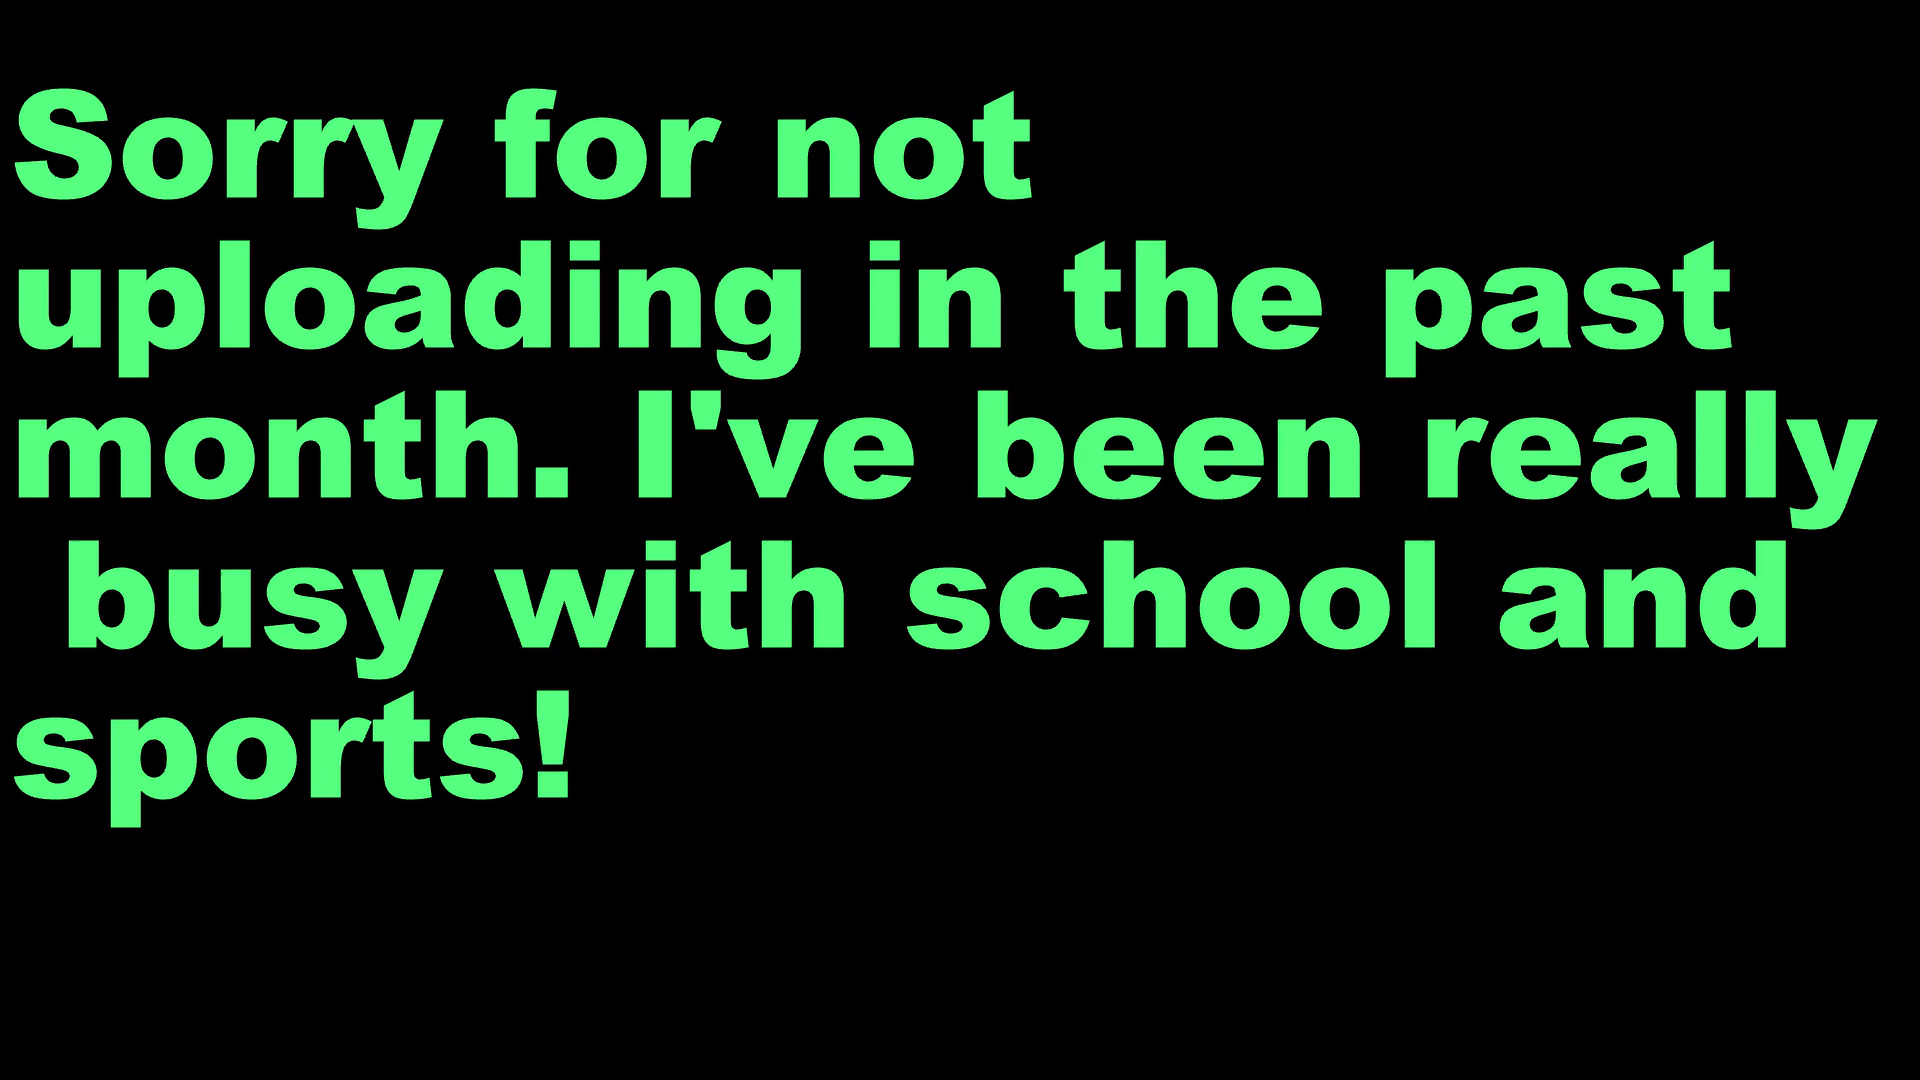 Sorry for not
uploading in the past
month. I've been really
busy with school and
sports!